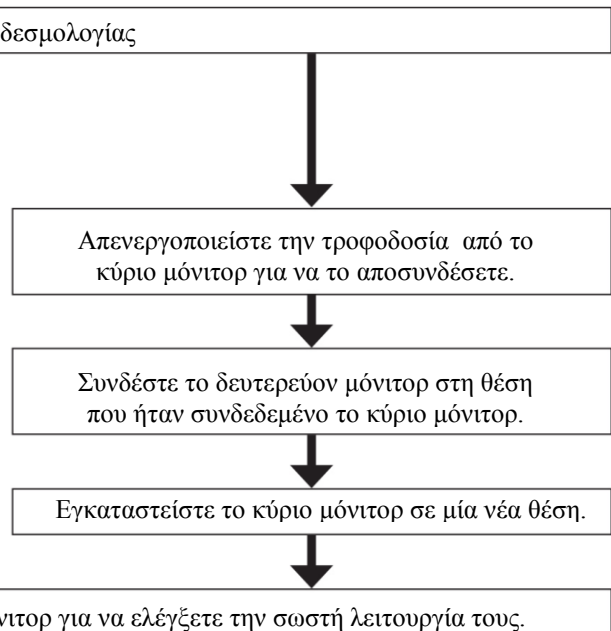 δεσμολογίας
Απενεργοποιείστε την τροφοδοσία από το
κύριο μόνιτορ για να το αποσυνδέσετε.
Συνδέστε το δευτερεύον μόνιτορ στη θέση
που ήταν συνδεδεμένο το κύριο μόνιτορ.
Εγκαταστείστε το κύριο μόνιτορ σε μία νέα θέση.
για να ελέγξετε την σωστή λειτουργία τους.